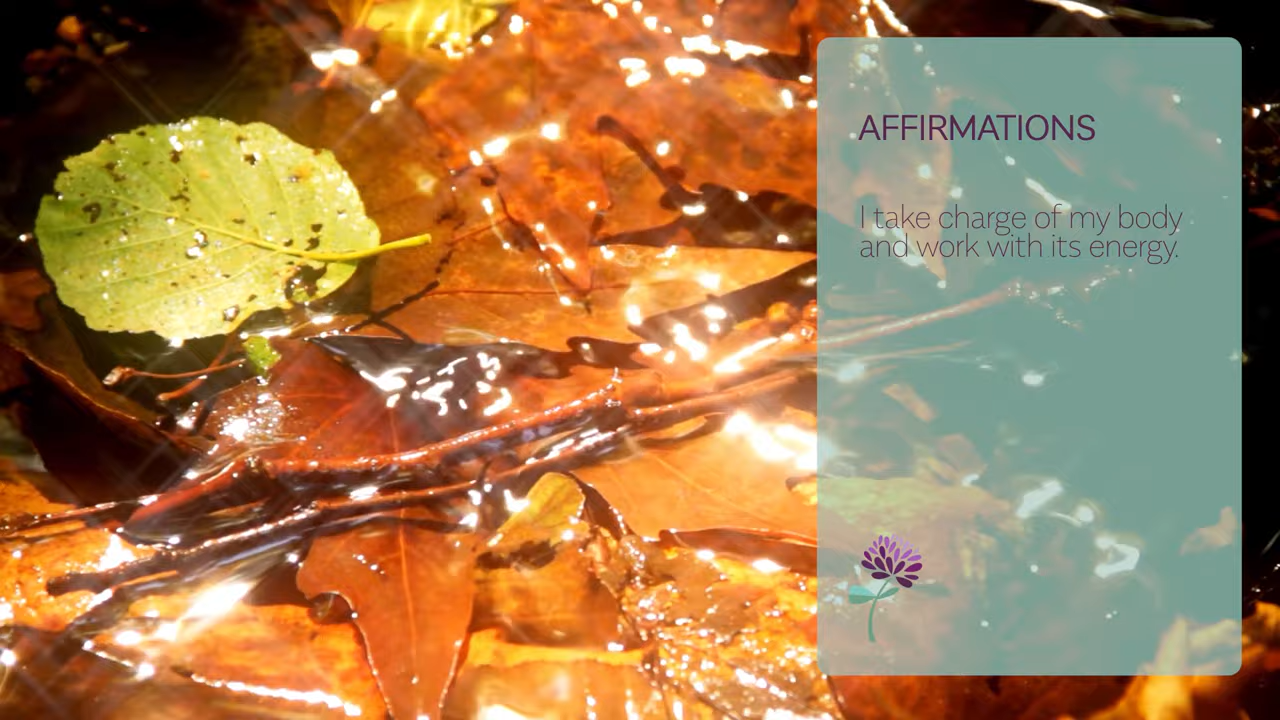 AFFIRMATIONS
I take charge of my body
and work with its energy.